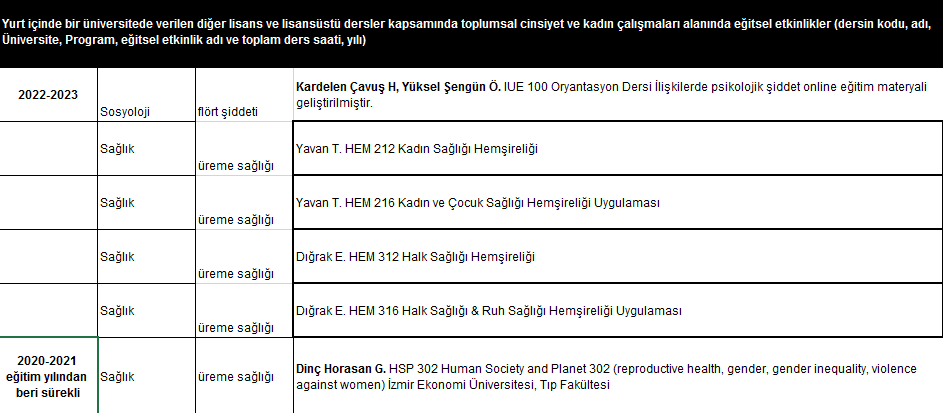 Yurt içinde bir üniversitede verilen diğer lisans ve lisansüstü dersler kapsamında toplumsal cinsiyet ve kadın çalışmaları alanında eğitsel etkinlikler (dersin kodu, adı,
Üniversite, Program, eğitsel etkinlik adı ve toplam ders saati, yılı)
2022-2023
Sosyoloji
flört şiddeti
Kardelen Çavuş H, Yüksel Şengün Ö. IUE 100 Oryantasyon Dersi İlişkilerde psikolojik şiddet online eğitim materyali
geliştirilmiştir.
Sağlık
üreme sağlığı
Yavan T. HEM 212 Kadın Sağlığı Hemşireliği
Sağlık
üreme sağlığı
Yavan T. HEM 216 Kadın ve Çocuk Sağlığı Hemşireliği Uygulaması
Sağlık
üreme sağlığı
Dığrak E. HEM 312 Halk Sağlığı Hemşireliği
Sağlık
üreme sağlığı
Dığrak E. HEM 316 Halk Sağlığı & Ruh Sağlığı Hemşireliği Uygulaması
2020-2021
eğitim yılından
beri sürekli
Sağlık
üreme sağlığı
Dinç Horasan G. HSP 302 Human Society and Planet 302 (reproductive health, gender, gender inequality, violence
against women) İzmir Ekonomi Üniversitesi, Tıp Fakültesi